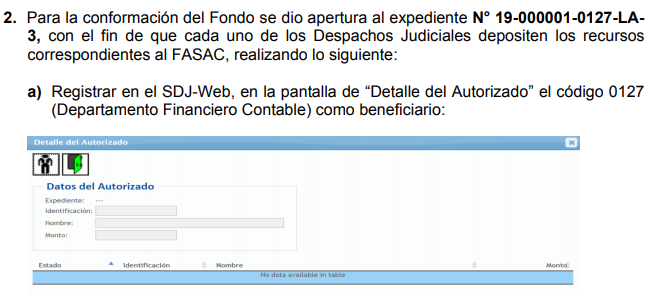 2. Para la conformación del Fondo se dio apertura al expediente N° 19-000001-0127-LA-
3, con el fin de que cada uno de los Despachos Judiciales depositen los recursos
correspondientes al FASAC, realizando lo siguiente:
a) Registrar en el SDJ-Web, en la pantalla de “Detalle del Autorizado” el código 0127
(Departamento Financiero Contable) como beneficiario:
Detalle del Autorizado
Datos del Autorizado
Expediente: ---
Identificación:
Nombre:
Monto:
Estado Identificación Nombre Monto
No data available in table